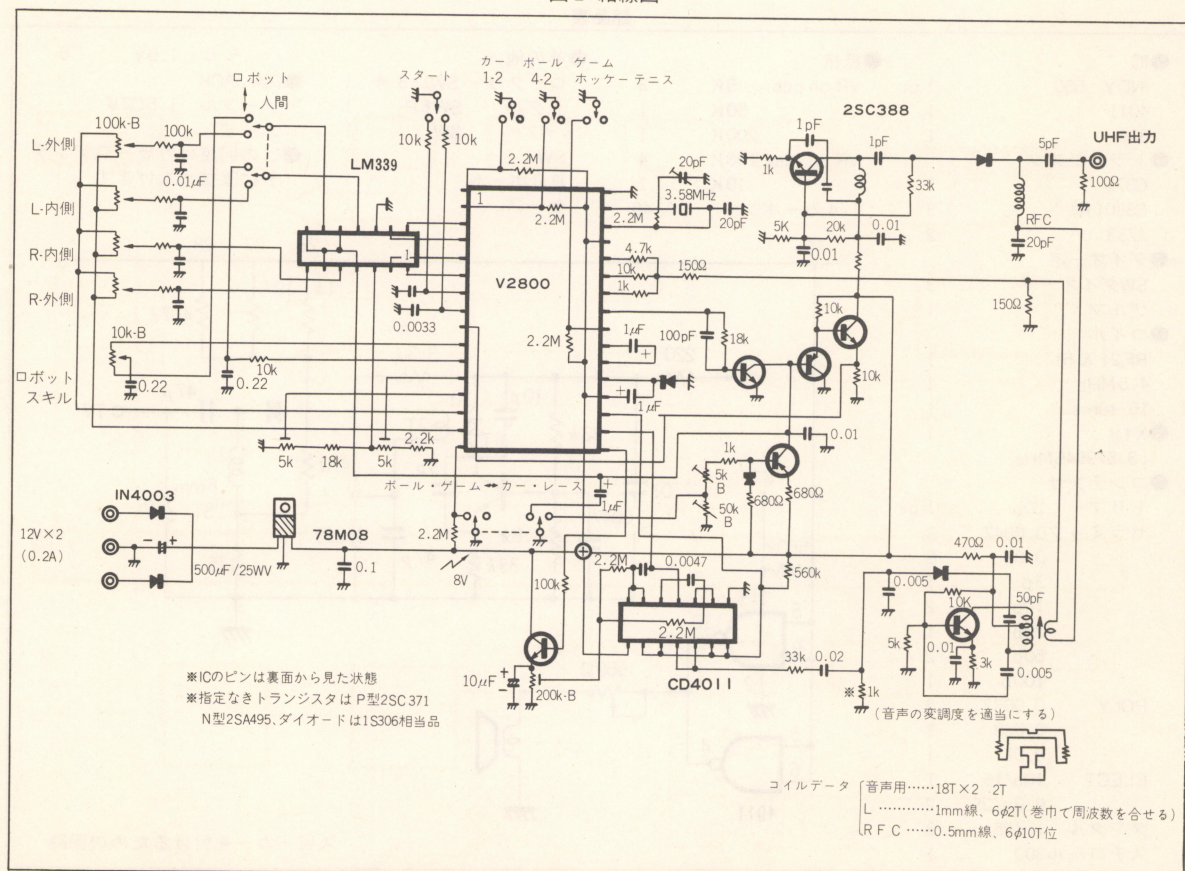 ロボット
人間
スタート
カー ボール ゲーム
1-2 4-2 ホッケーテニス
2SC388
1pF
1pF
5pF
UHF出力
100Ω
RFC
20pF
33k
1k
5K
20k
0.01
0.01
100k-B
100k
L-外側
0.01μF
L-内側
R-内側
R-外側
10k-B
0.22
ロボット
スキル
0.22
10k
LM339
1
10k
10k
0.0033
2.2M
1
2.2M
V2800
2.2M
2.2M
20pF
3.58MHz
20pF
4.7k
10k
1k
150Ω
150Ω
100pF
18k
1μF
+
+
1μF
10k
10k
0.01
1k
5k
B
50k
B
680Ω
680Ω
5k
18k
5k
2.2k
ボール・ゲーム↔カー・レース
+
1μF
IN4003
12V×2
(0.2A)
− +
500μF/25WV
78M08
0.1
2.2M
8V
100k
2.2M
0.0047
2.2M
CD4011
560k
470Ω
0.01
0.005
10K
50pF
5k
0.01
3k
0.005
33k
0.02
※
1k
(音声の変調度を適当にする)
10μF
+
−
200k-B
※ICのピンは裏面から見た状態
※指定なきトランジスタはP型2SC371
N型2SA495、ダイオードは1S306相当品
コイルデータ
音声用……18T×2 2T
L …………1mm線、6φ2T(巻巾で周波数を合せる)
RFC ……0.5mm線、6φ10T位